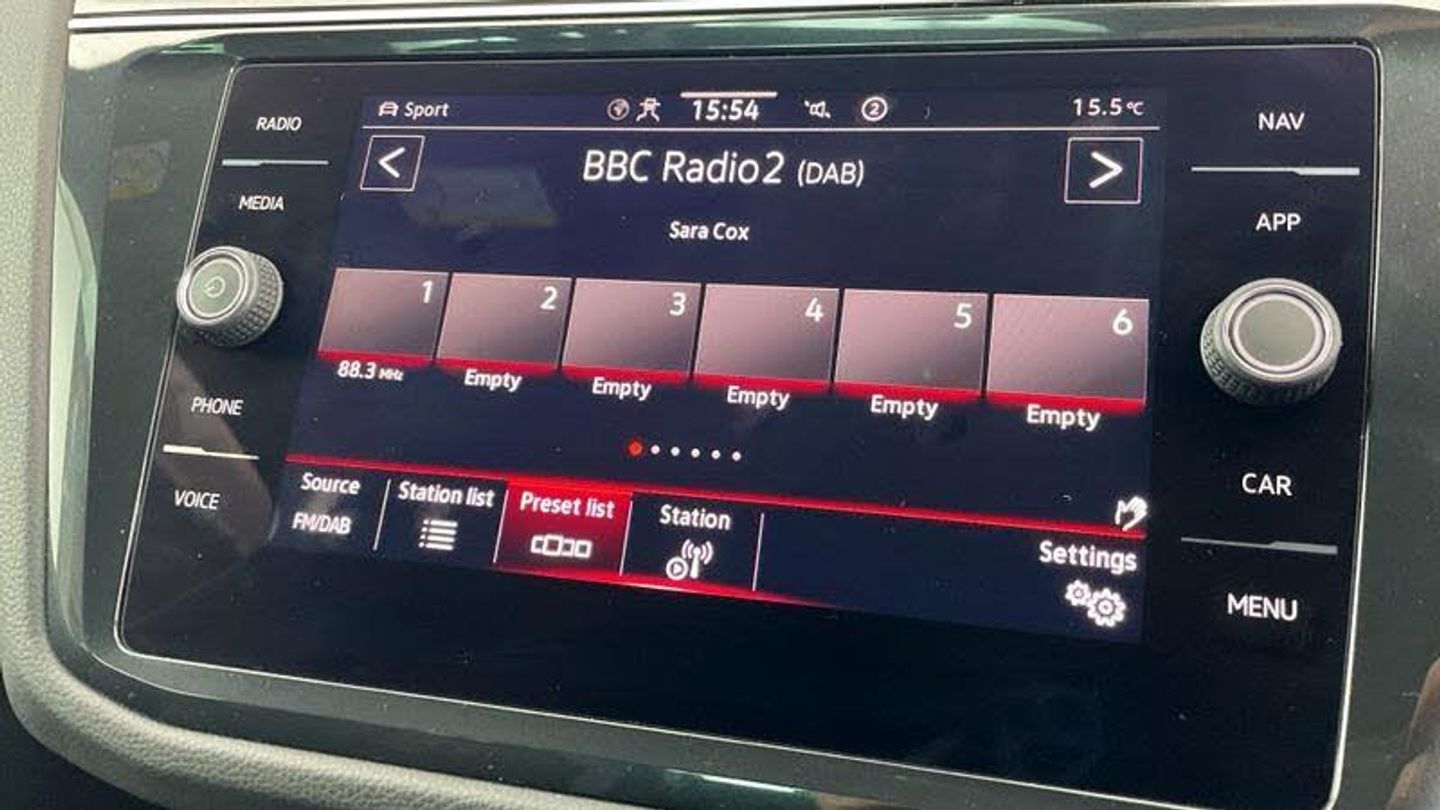 RADIO
MEDIA
PHONE
VOICE
Sport
2
15:54
15.5°C
< BBC Radio2 (DAB) >
Sara Cox
1 2 3 4 5 6
88.3 MHz Empty Empty Empty Empty Empty
Source Station list Preset list Station Settings
FM/DAB
NAV
APP
CAR
MENU